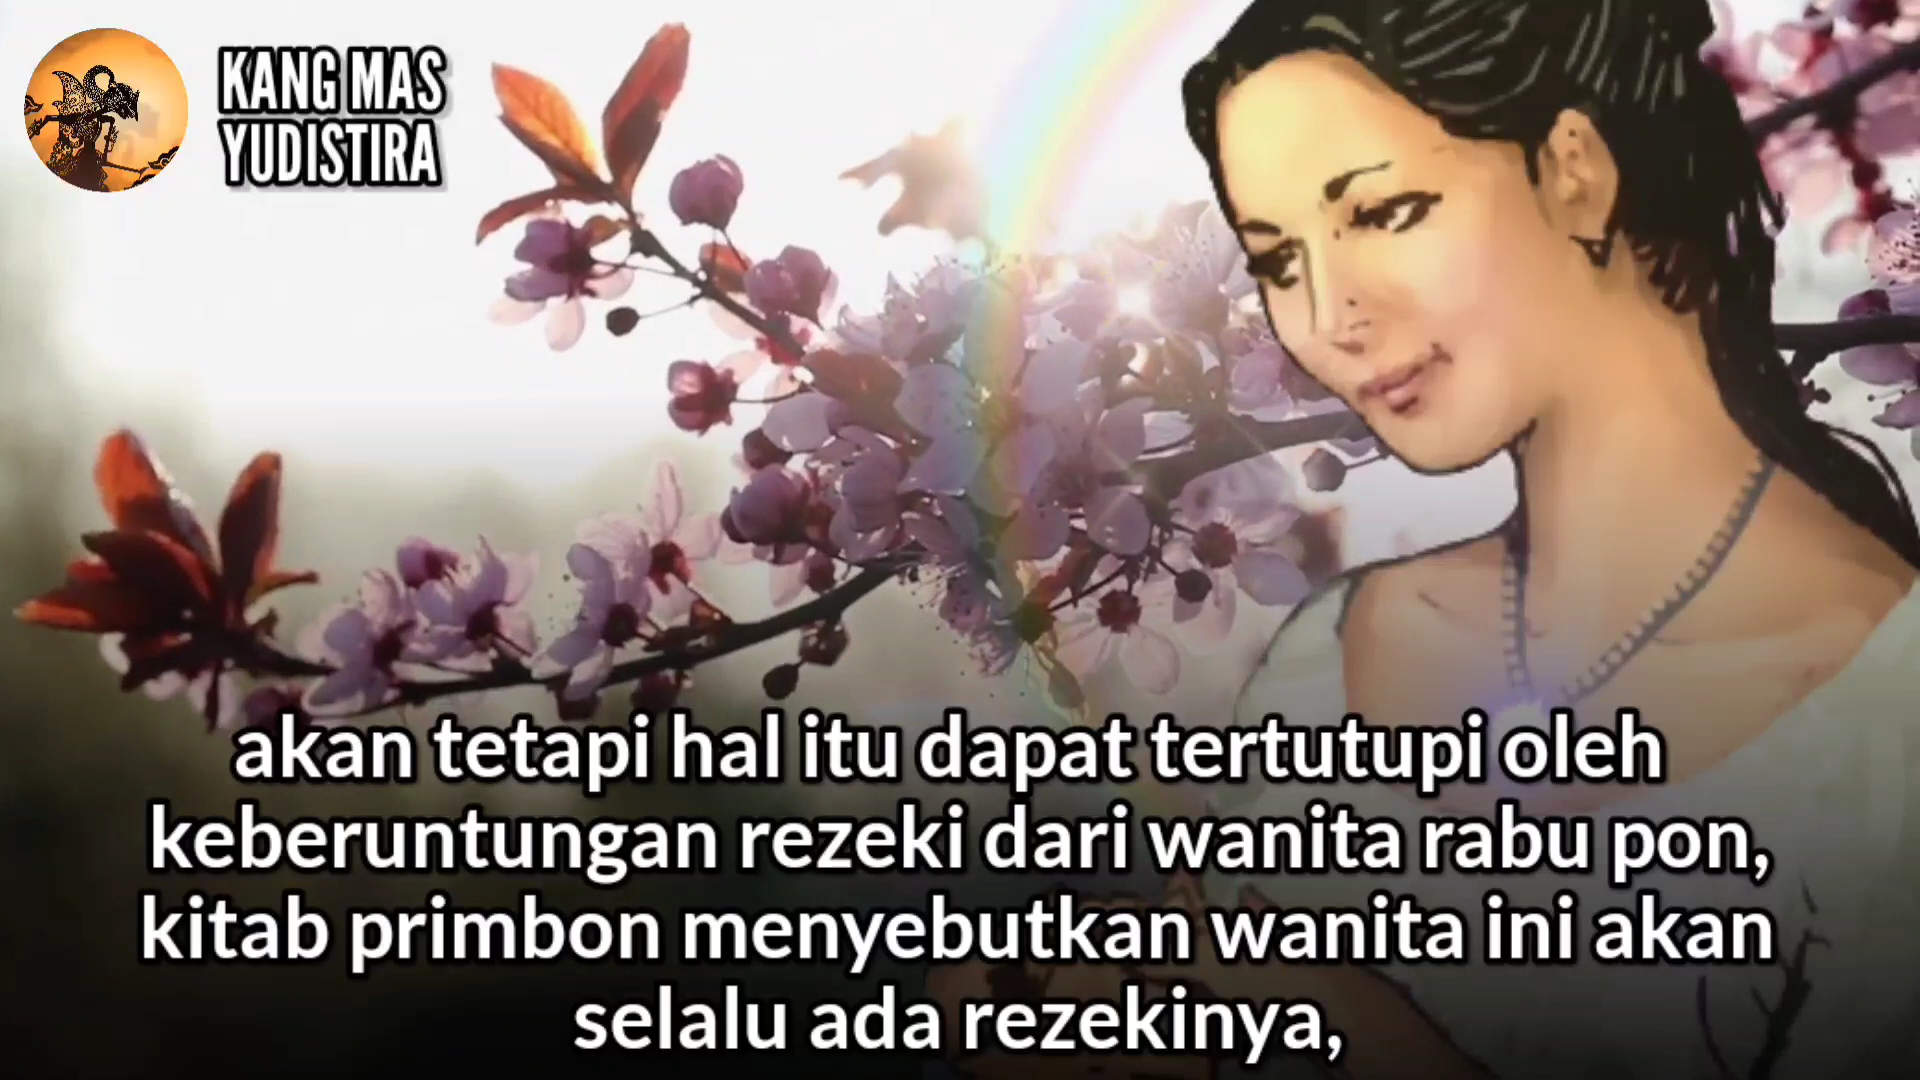 KANG MAS
YUDISTIRA
akan tetapi hal itu dapat tertutupi oleh
keberuntungan rezeki dari wanita rabu pon,
kitab primbon menyebutkan wanita ini akan
selalu ada rezekinya,